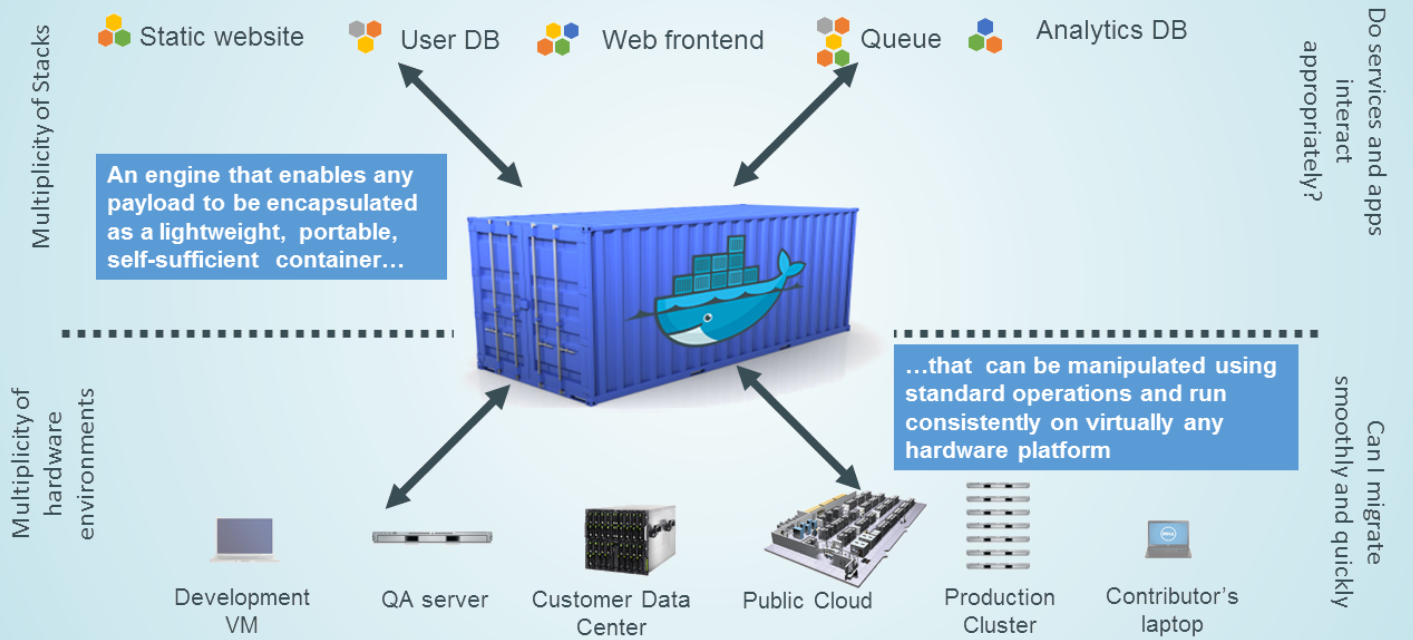 Static website
User DB
Web frontend
Queue
Analytics DB
Multiplicity of Stacks
Do services and apps
interact
appropriately?
An engine that enables any
payload to be encapsulated
as a lightweight, portable,
self-sufficient container…
…that can be manipulated using
standard operations and run
consistently on virtually any
hardware platform
Multiplicity of
hardware
environments
Can I migrate
smoothly and quickly
Development
VM
QA server
Customer Data
Center
Public Cloud
Production
Cluster
DELL
Contributor’s
laptop